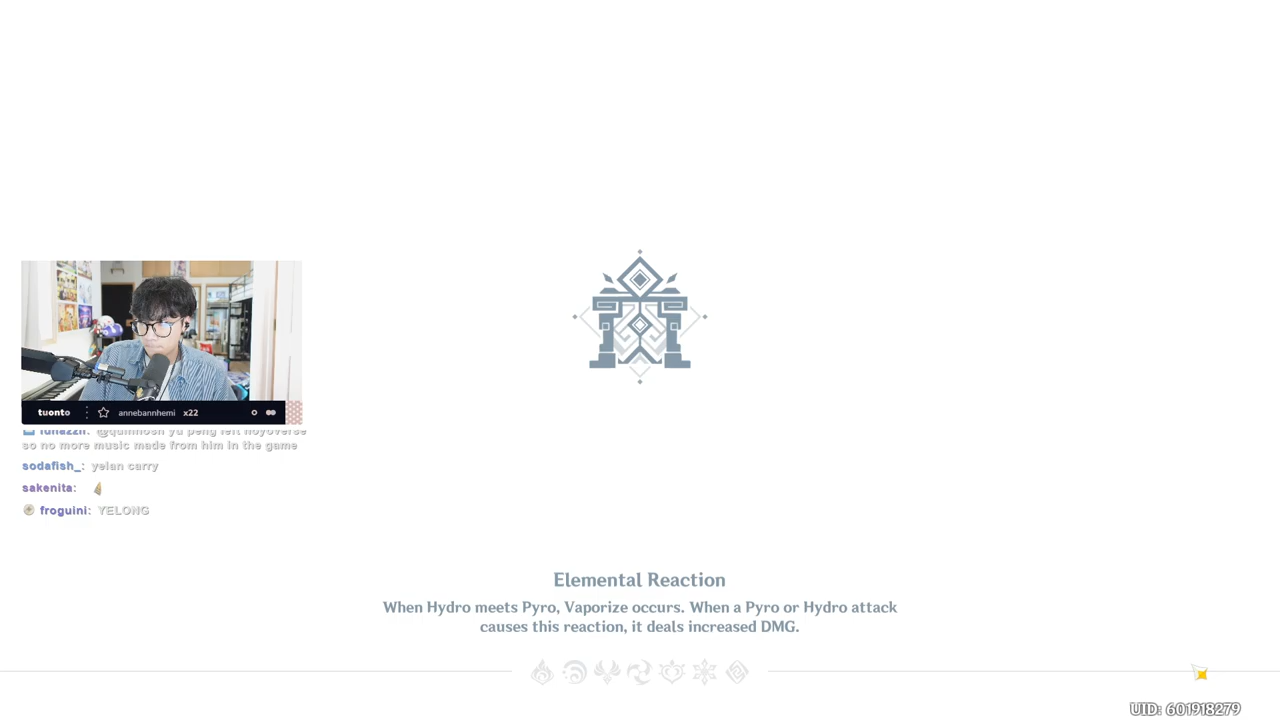 tuonto annebannhemi x22
so no more music made from him in the game
sodafish_: yelan carry
sakenita:
froguini: YELONG
Elemental Reaction
When Hydro meets Pyro, Vaporize occurs. When a Pyro or Hydro attack
causes this reaction, it deals increased DMG.
UID: 601918279